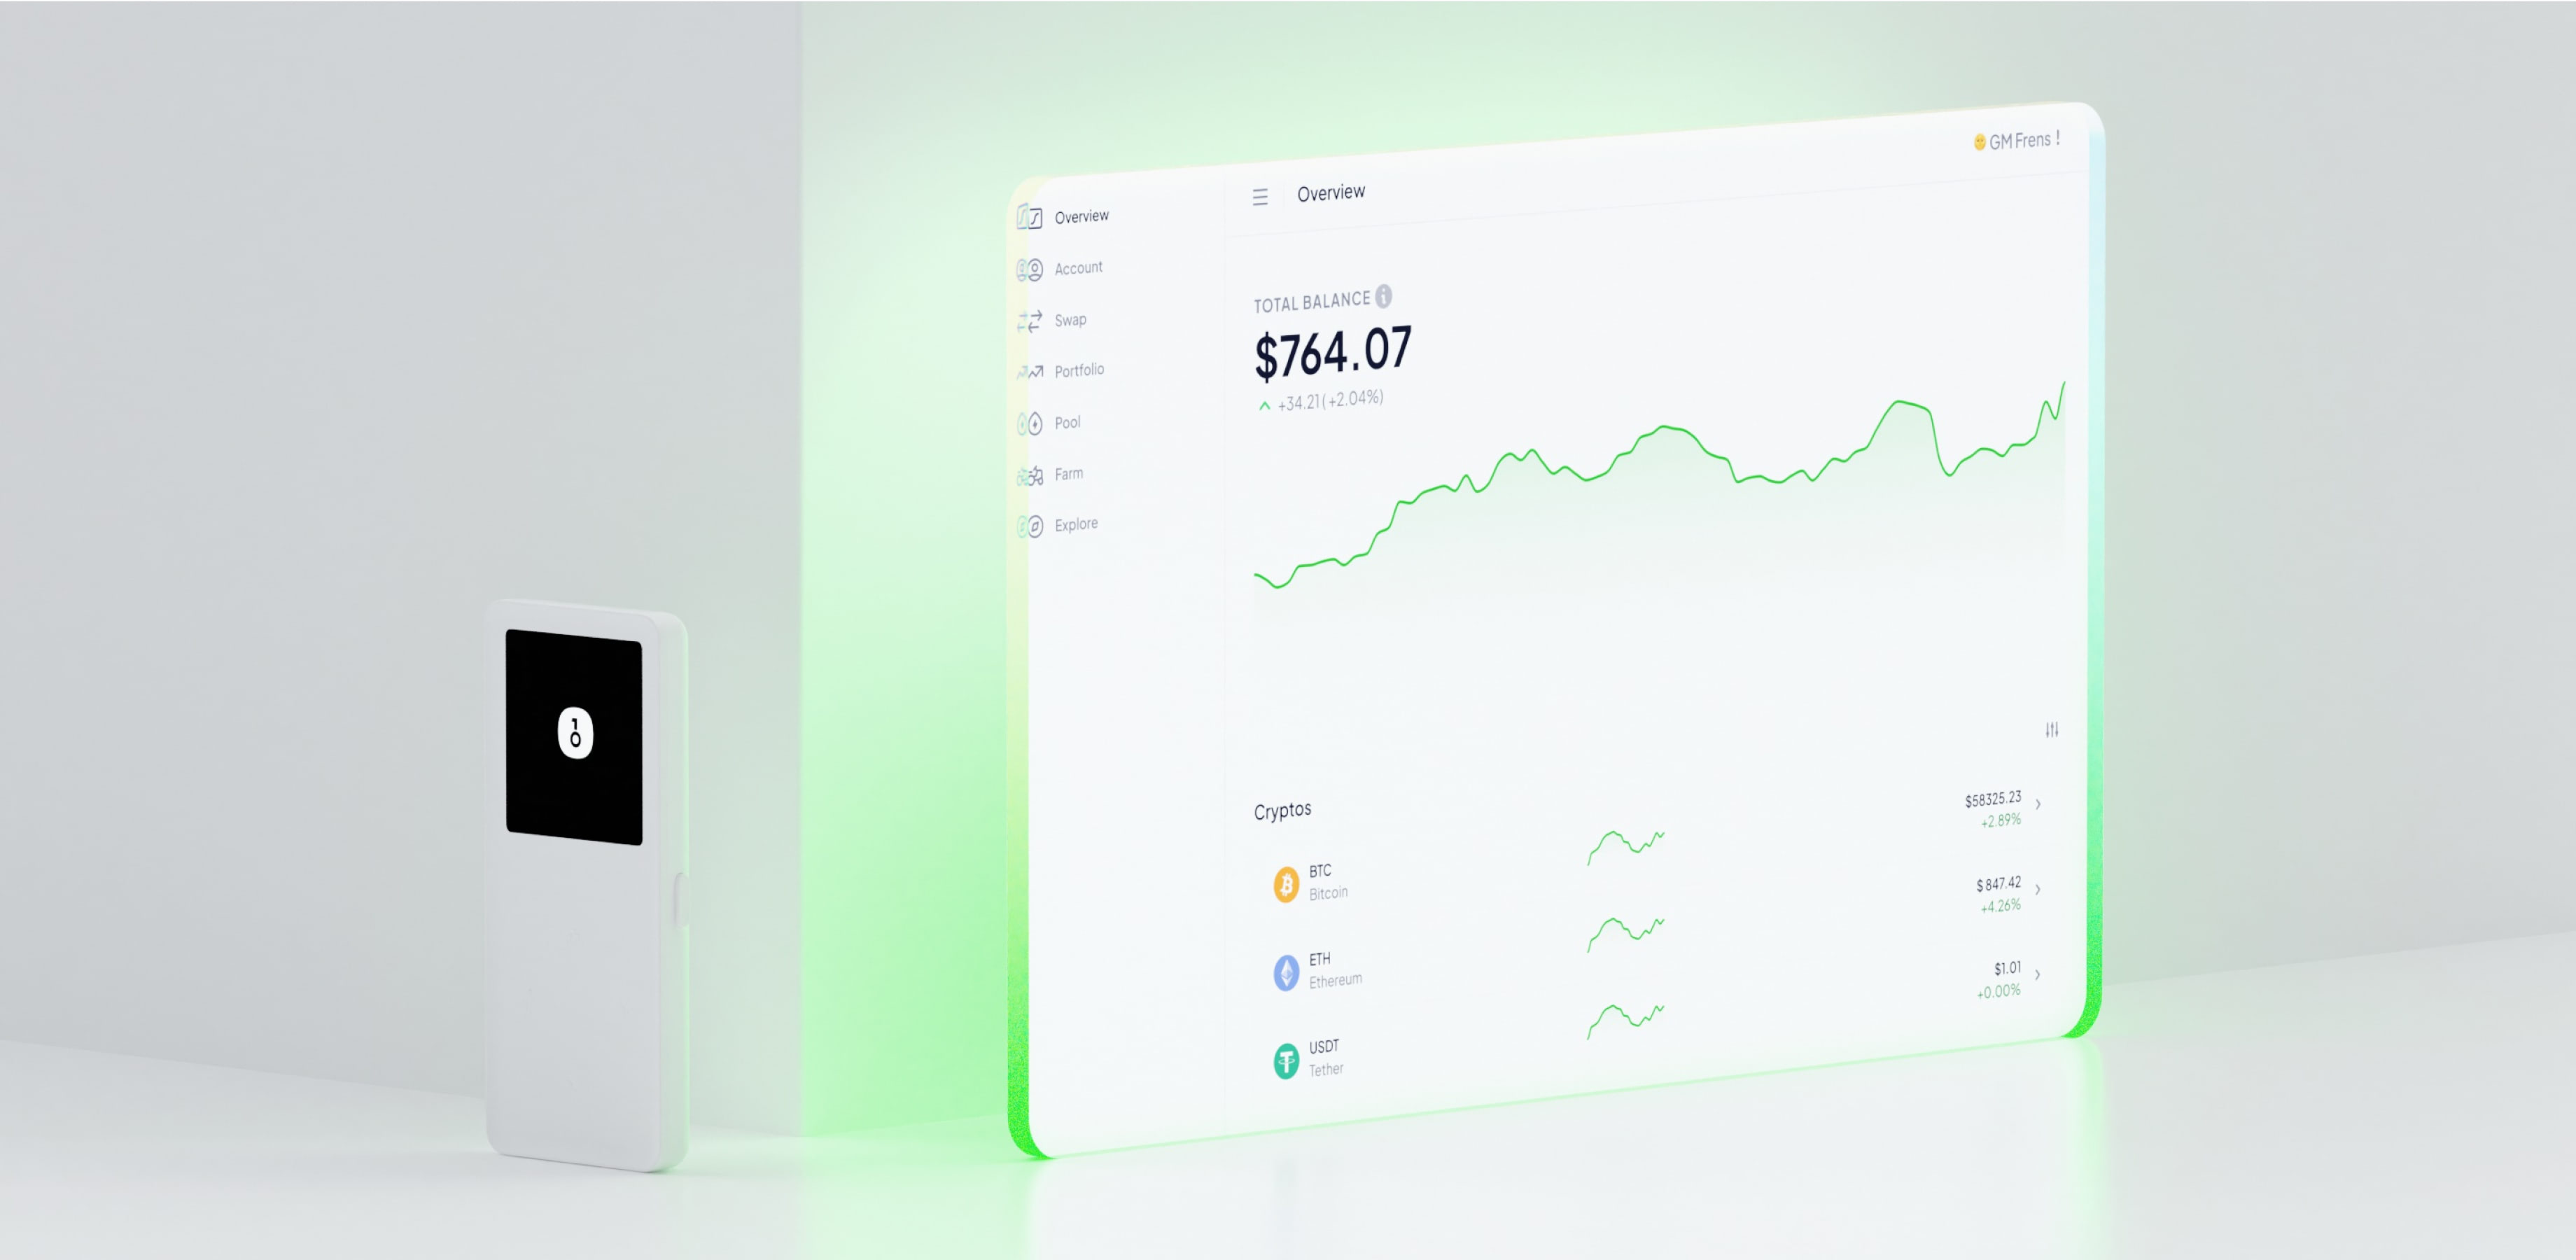 Overview
Account
Swap
Portfolio
Pool
Farm
Explore
Overview
GM Frens !
TOTAL BALANCE
$764.07
+34.21(+2.04%)
Cryptos
BTC
Bitcoin
$58325.23
+2.89%
ETH
Ethereum
$847.42
+4.26%
USDT
Tether
$1.01
+0.00%